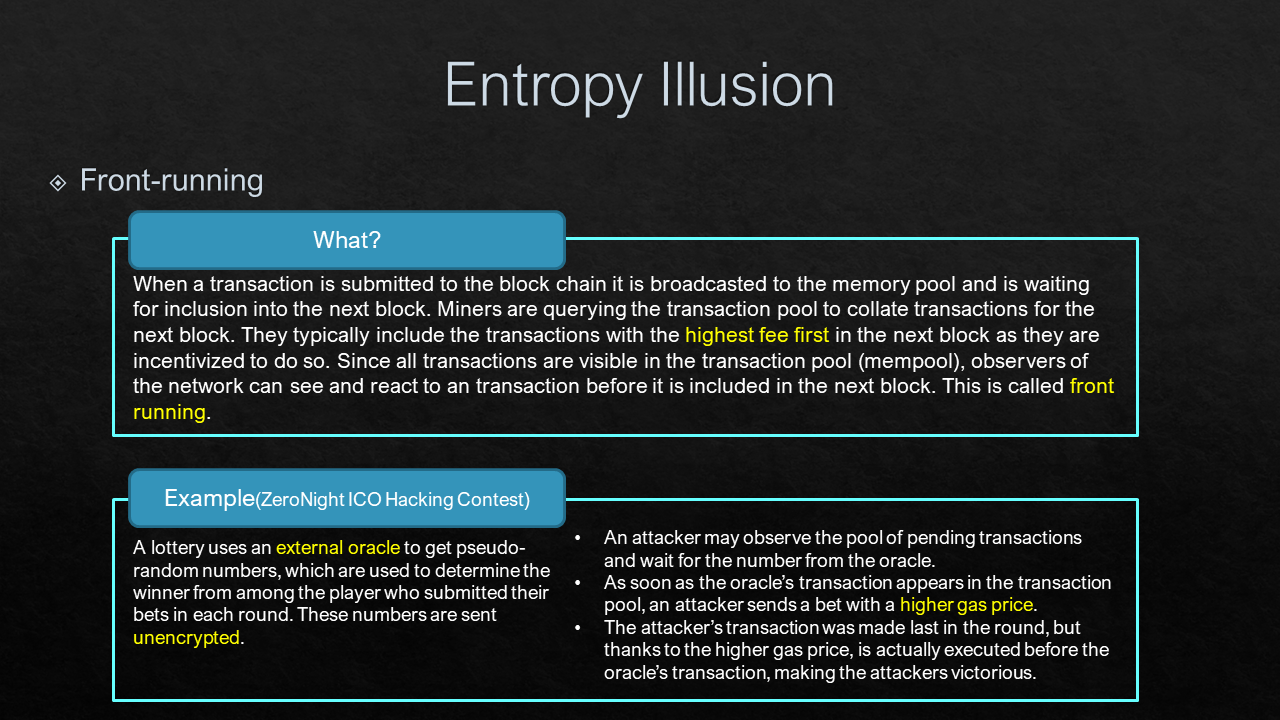 Entropy Illusion
Front-running
What?
When a transaction is submitted to the block chain it is broadcasted to the memory pool and is waiting
for inclusion into the next block. Miners are querying the transaction pool to collate transactions for the
next block. They typically include the transactions with the highest fee first in the next block as they are
incentivized to do so. Since all transactions are visible in the transaction pool (mempool), observers of
the network can see and react to an transaction before it is included in the next block. This is called front
running.
Example(ZeroNight ICO Hacking Contest)
A lottery uses an external oracle to get pseudo-
random numbers, which are used to determine the
winner from among the player who submitted their
bets in each round. These numbers are sent
unencrypted.
• An attacker may observe the pool of pending transactions
and wait for the number from the oracle.
• As soon as the oracle's transaction appears in the transaction
pool, an attacker sends a bet with a higher gas price.
• The attacker's transaction was made last in the round, but
thanks to the higher gas price, is actually executed before the
oracle's transaction, making the attackers victorious.